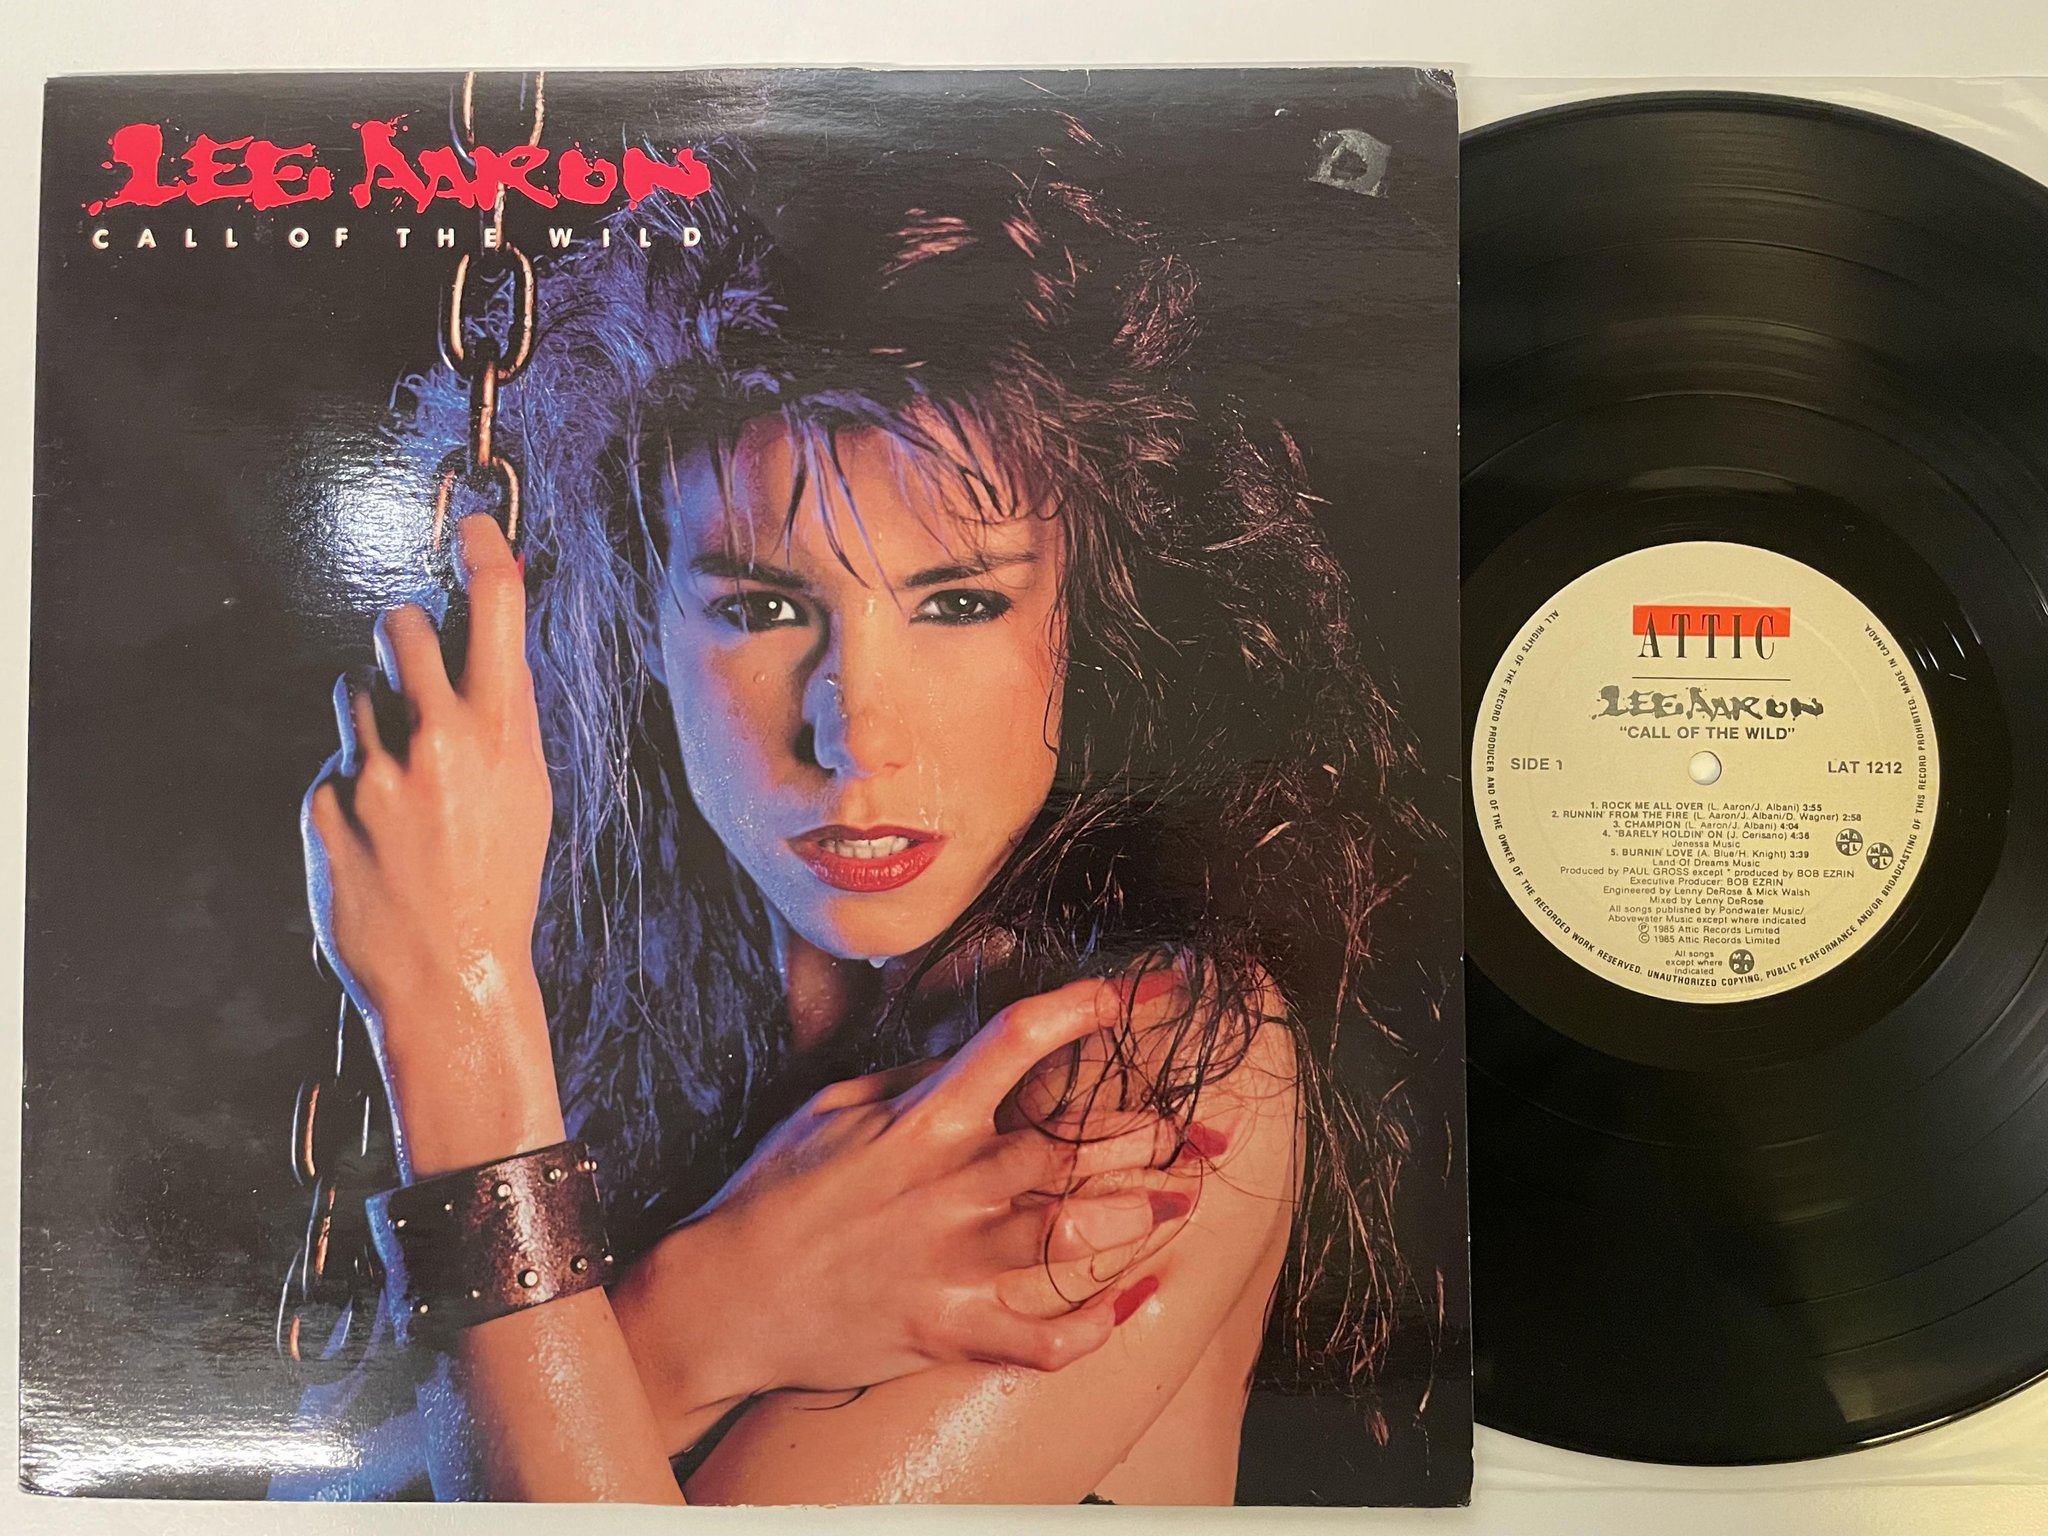 LEE AARON
CALL OF THE WILD
ATTIC
LEE AARON
"CALL OF THE WILD"
SIDE 1
LAT 1212
1. ROCK ME ALL OVER (L. Aaron/J. Albani) 3:55
2. RUNNIN' FROM THE FIRE (L. Aaron/J. Albani/D. Wagner) 2:58
3. CHAMPION (L. Aaron/J. Albani) 4:04
4. *BARELY HOLDIN' ON (J. Cerisano) 4:36
Jenessa Music
5. BURNIN' LOVE (A. Blue/H. Knight) 3:39
Land Of Dreams Music
Produced by PAUL GROSS except * produced by BOB EZRIN
Executive Producer: BOB EZRIN
Engineered by Lenny DeRose & Mick Walsh
Mixed by Lenny DeRose
All songs published by Pondwater Music/
Abovewater Music except where indicated
Ⓟ 1985 Attic Records Limited
© 1985 Attic Records Limited
All songs
except where
indicated
MAPL
MAPL
MAPL
ALL RIGHTS OF THE RECORD PRODUCER AND OF THE OWNER OF THE RECORDED WORK RESERVED. UNAUTHORIZED COPYING, PUBLIC PERFORMANCE AND/OR BROADCASTING OF THIS RECORD PROHIBITED. MADE IN CANADA.